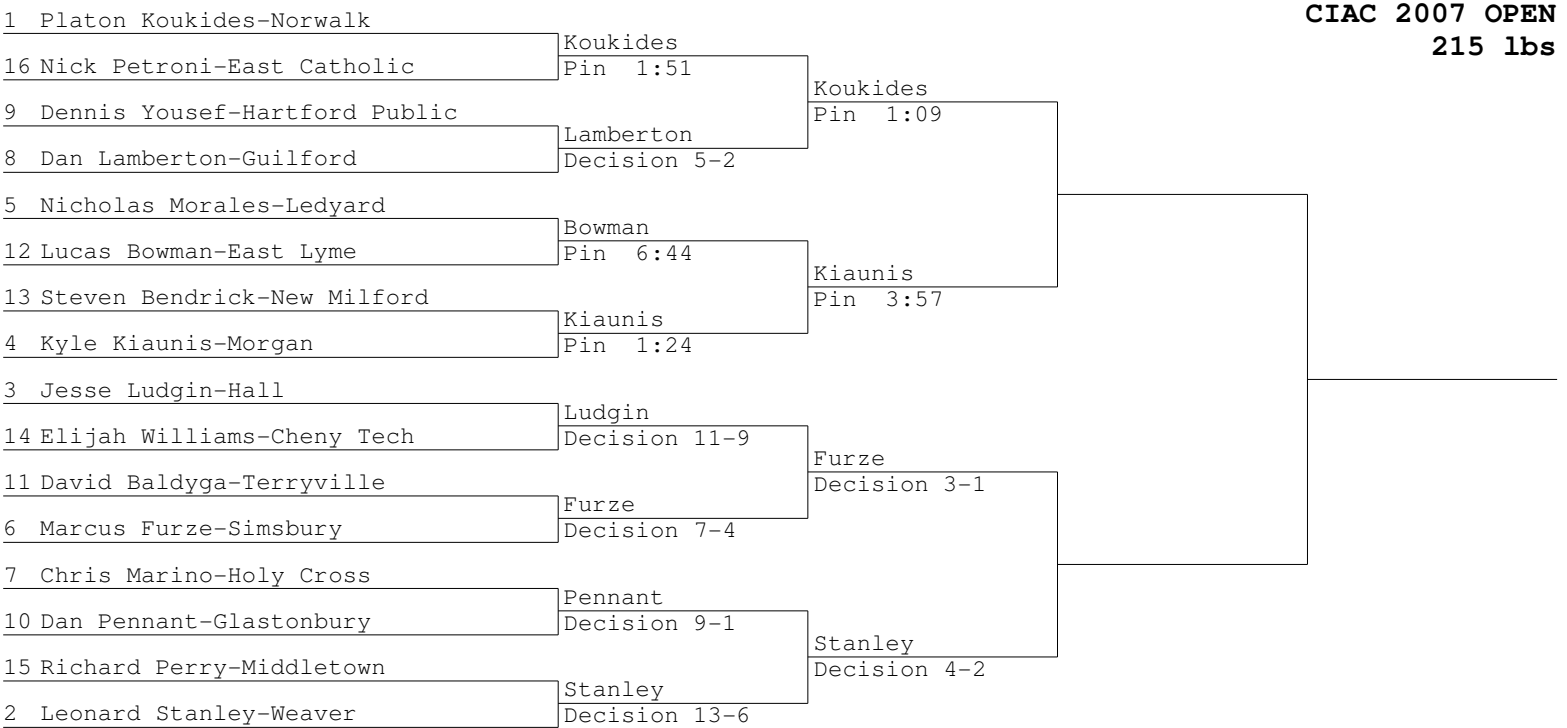 CIAC 2007 OPEN
215 lbs
1 Platon Koukides-Norwalk
16 Nick Petroni-East Catholic
9 Dennis Yousef-Hartford Public
8 Dan Lamberton-Guilford
5 Nicholas Morales-Ledyard
12 Lucas Bowman-East Lyme
13 Steven Bendrick-New Milford
4 Kyle Kiaunis-Morgan
3 Jesse Ludgin-Hall
14 Elijah Williams-Cheny Tech
11 David Baldyga-Terryville
6 Marcus Furze-Simsbury
7 Chris Marino-Holy Cross
10 Dan Pennant-Glastonbury
15 Richard Perry-Middletown
2 Leonard Stanley-Weaver
Koukides
Pin 1:51
Lamberton
Decision 5-2
Bowman
Pin 6:44
Kiaunis
Pin 1:24
Ludgin
Decision 11-9
Furze
Decision 7-4
Pennant
Decision 9-1
Stanley
Decision 13-6
Koukides
Pin 1:09
Kiaunis
Pin 3:57
Furze
Decision 3-1
Stanley
Decision 4-2